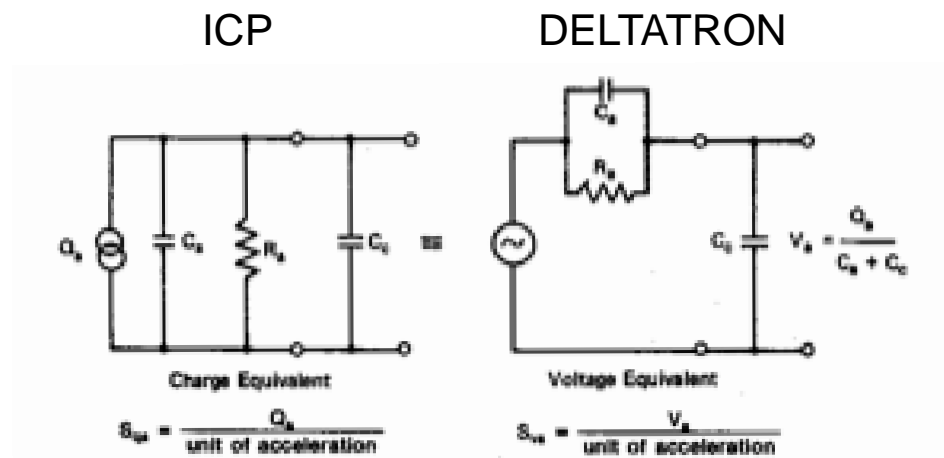 ICP
DELTATRON
Qa
Ca
Ra
Cc
≡
Ca
Ra
Cc
Va = Qa / Ca + Cc
Charge Equivalent
Voltage Equivalent
Sqa = Qa / unit of acceleration
Sva = Va / unit of acceleration